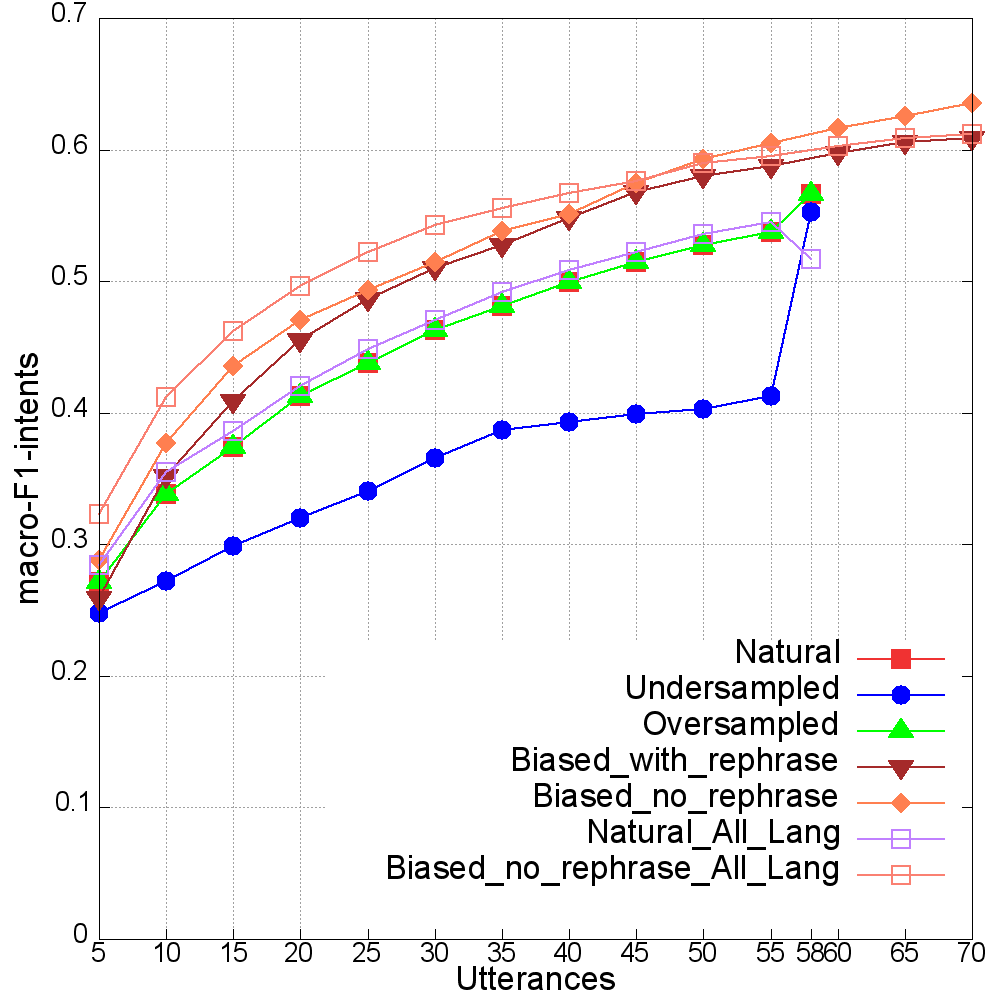 0.7
0.6
0.5
0.4
0.3
0.2
0.1
0
macro-F1-intents
Natural
Undersampled
Oversampled
Biased_with_rephrase
Biased_no_rephrase
Natural_All_Lang
Biased_no_rephrase_All_Lang
5 10 15 20 25 30 35 40 45 50 55 58 60 65 70
Utterances